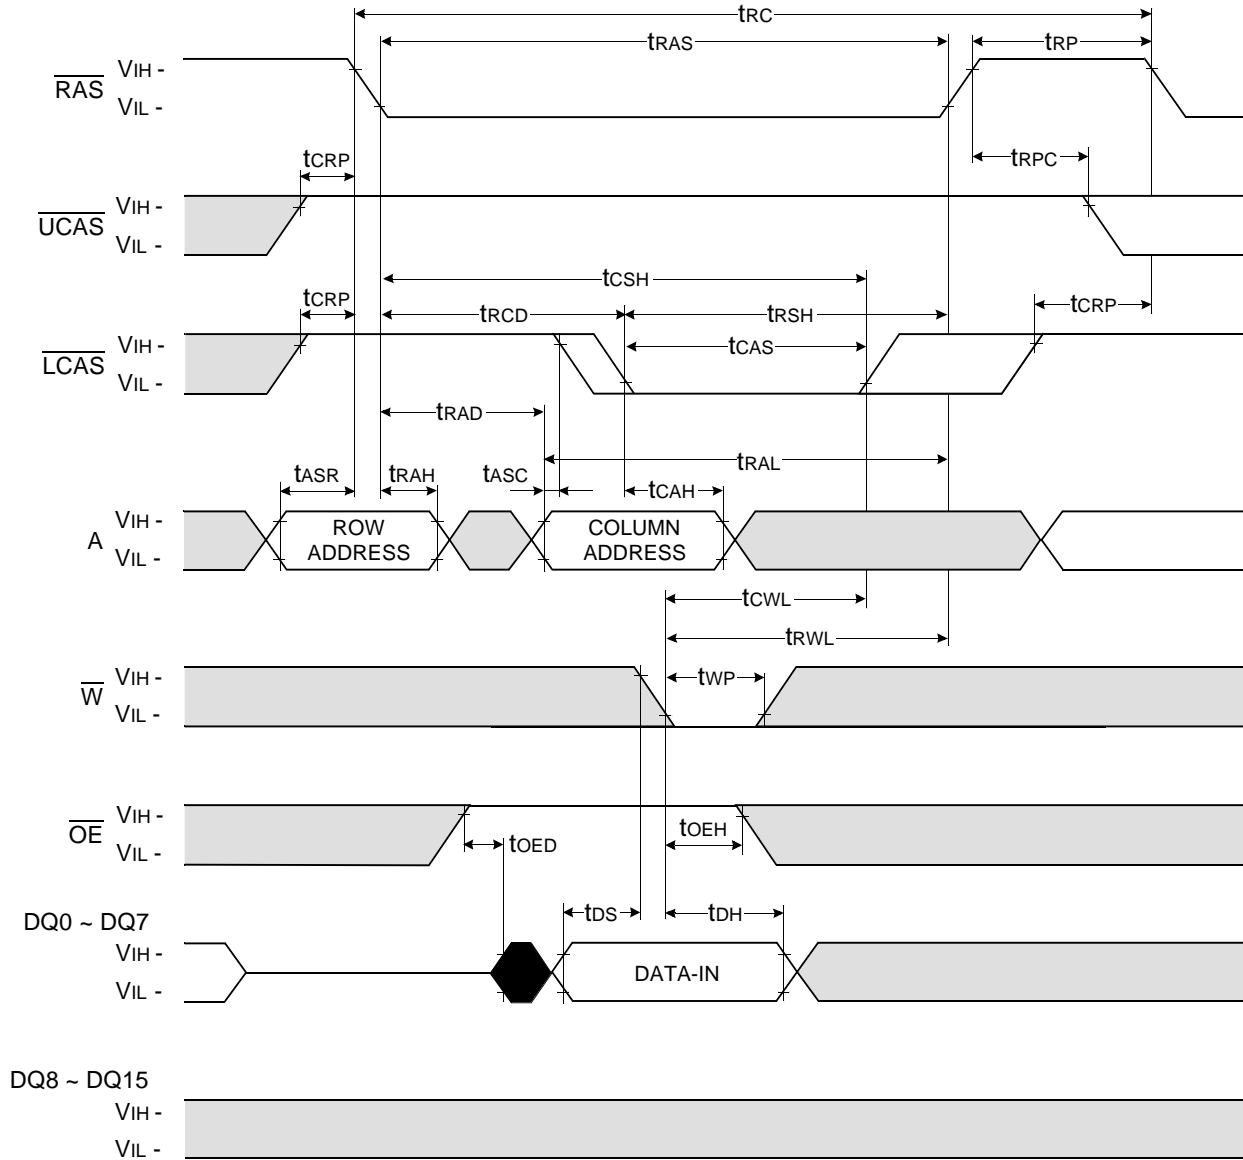 tRC
tRAS
tRP
RAS
VIH -
VIL -
tCRP
tRPC
UCAS
VIH -
VIL -
tCSH
tCRP
tRCD
tRSH
tCRP
LCAS
VIH -
VIL -
tCAS
tRAD
tRAL
tASR
tRAH
tASC
tCAH
A
VIH -
VIL -
ROW
ADDRESS
COLUMN
ADDRESS
tCWL
tRWL
W
VIH -
VIL -
tWP
OE
VIH -
VIL -
tOED
tOEH
DQ0 ~ DQ7
VIH -
VIL -
tDS
tDH
DATA-IN
DQ8 ~ DQ15
VIH -
VIL -